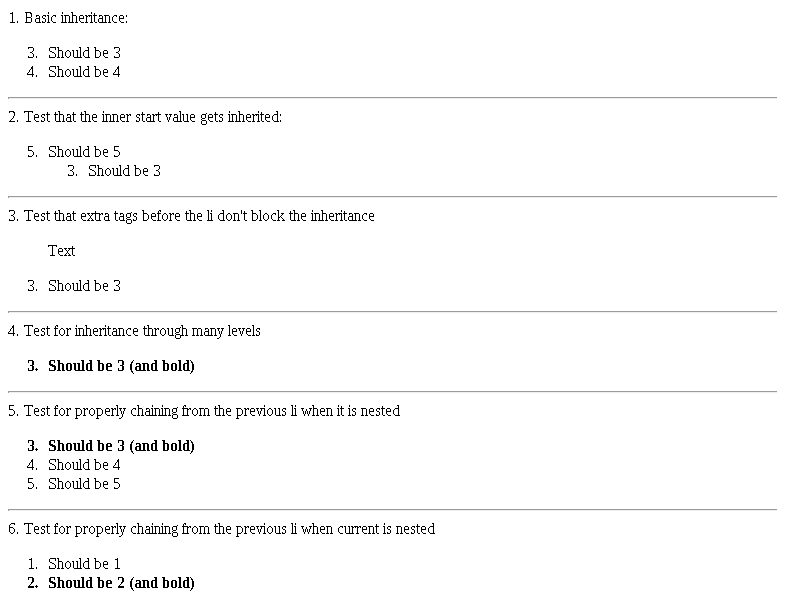 1. Basic inheritance:
3. Should be 3
4. Should be 4
2. Test that the inner start value gets inherited:
5. Should be 5
3. Should be 3
3. Test that extra tags before the li don't block the inheritance
Text
3. Should be 3
4. Test for inheritance through many levels
3. Should be 3 (and bold)
5. Test for properly chaining from the previous li when it is nested
3. Should be 3 (and bold)
4. Should be 4
5. Should be 5
6. Test for properly chaining from the previous li when current is nested
1. Should be 1
2. Should be 2 (and bold)